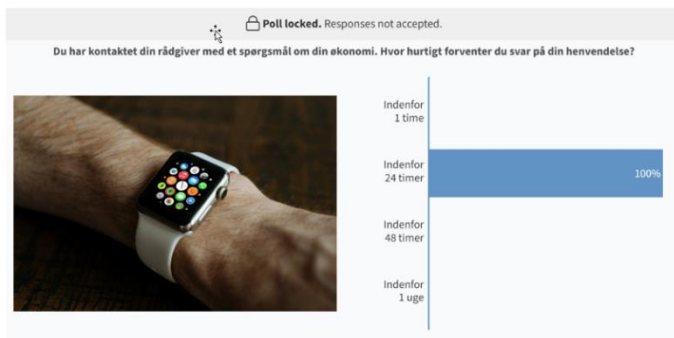 Poll locked. Responses not accepted.
Du har kontaktet din rådgiver med et spørgsmål om din økonomi. Hvor hurtigt forventer du svar på din henvendelse?
Indenfor
1 time
Indenfor
24 timer
100%
Indenfor
48 timer
Indenfor
1 uge